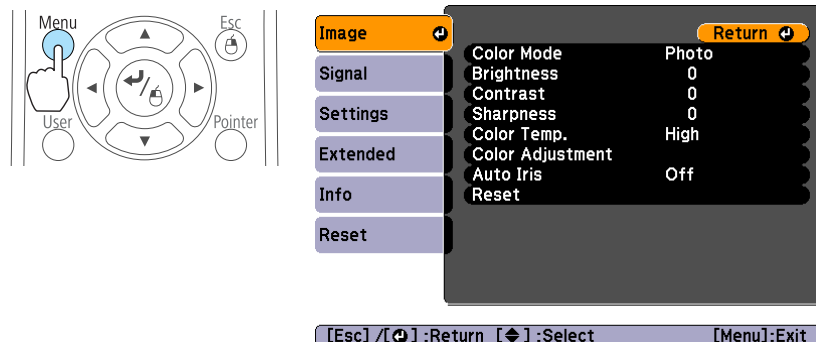 Menu
Esc
User
Pointer
Image
Signal
Settings
Extended
Info
Reset
Return
Color Mode Photo
Brightness 0
Contrast 0
Sharpness 0
Color Temp. High
Color Adjustment
Auto Iris Off
Reset
[Esc] /[ ] :Return [ ] :Select [Menu]:Exit